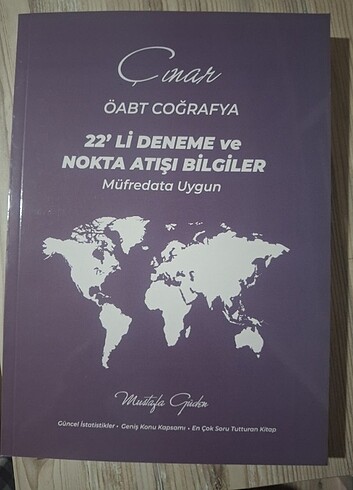 Çınar
ÖABT COĞRAFYA
22' Lİ DENEME ve
NOKTA ATIŞI BİLGİLER
Müfredata Uygun
Mustafa
Güncel İstatistikler • Geniş Konu Kapsamı • En Çok Soru Tutturan Kitap